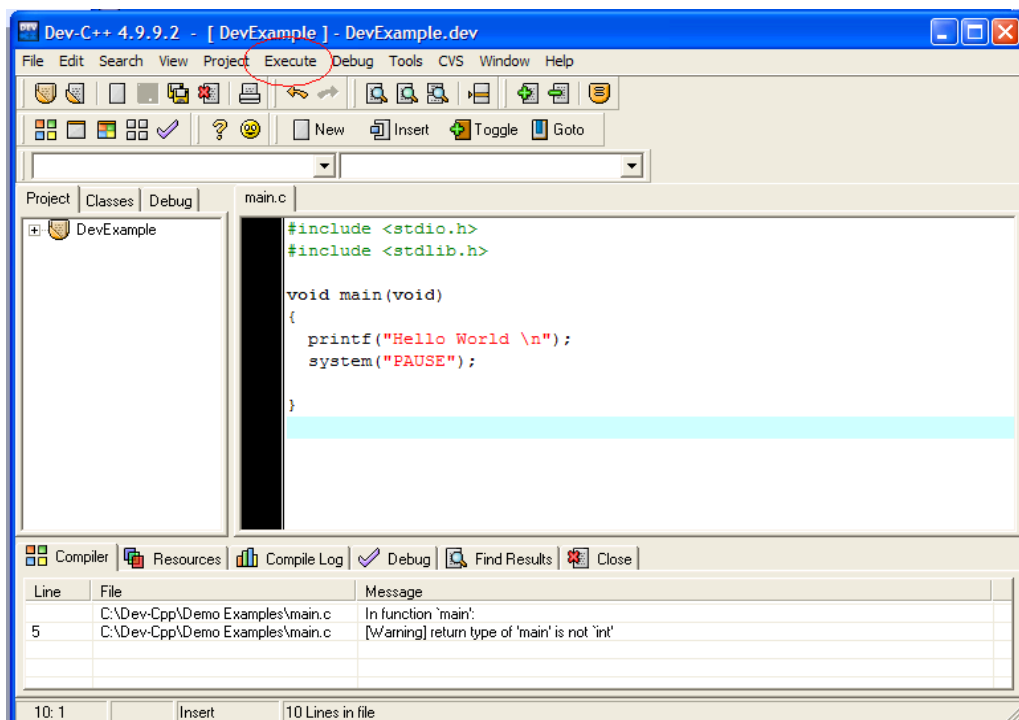 Dev-C++ 4.9.9.2 - [ DevExample ] - DevExample.dev
File Edit Search View Project Execute Debug Tools CVS Window Help
New Insert Toggle Goto
Project Classes Debug main.c
DevExample
#include <stdio.h>
#include <stdlib.h>
void main(void)
{
printf("Hello World \n");
system("PAUSE");
}
Compiler Resources Compile Log Debug Find Results Close
Line File Message
C:\Dev-Cpp\Demo Examples\main.c In function `main':
5 C:\Dev-Cpp\Demo Examples\main.c [Warning] return type of 'main' is not `int'
10: 1 Insert 10 Lines in file